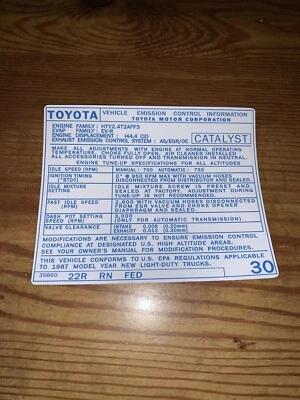 TOYOTA VEHICLE EMISSION CONTROL INFORMATION
TOYOTA MOTOR CORPORATION
ENGINE FAMILY : HTY2.4T2AFF3
EVAP FAMILY : EV-R
ENGINE DISPLACEMENT : 144.4 CID
EXHAUST EMISSION CONTROL SYSTEM : AS/EGR/OC
CATALYST
MAKE ALL ADJUSTMENTS WITH ENGINE AT NORMAL OPERATING
TEMPERATURE, CHOKE FULLY OPEN, AIR CLEANER INSTALLED,
ALL ACCESSORIES TURNED OFF AND TRANSMISSION IN NEUTRAL.
ENGINE TUNE-UP SPECIFICATIONS FOR ALL ALTITUDES
IDLE SPEED (RPM) MANUAL : 700 AUTOMATIC : 750
IGNITION TIMING (°BTDC) 0° @ 950 RPM MAX WITH VACUUM HOSES
DISCONNECTED FROM DISTRIBUTOR AND SEALED.
IDLE MIXTURE SETTING IDLE MIXTURE SCREW IS PRESET AND
SEALED AT FACTORY. ADJUSTMENT DURING
TUNE-UP IS NOT NECESSARY.
FAST IDLE SPEED (RPM) 2,600 WITH VACUUM HOSES DISCONNECTED
FROM EGR VALVE AND CHOKE OPENER
DIAPHRAGM AND SEALED.
DASH POT SETTING SPEED (RPM) 3,000
(ONLY FOR AUTOMATIC TRANSMISSION)
VALVE CLEARANCE INTAKE 0.008 (0.20mm)
EXHAUST 0.012 (0.30mm)
MODIFICATIONS ARE NECESSARY TO ENSURE EMISSION CONTROL
COMPLIANCE AT DESIGNATED U.S. HIGH ALTITUDE AREAS.
SEE YOUR OWNER'S MANUAL FOR MODIFICATION PROCEDURES.
THIS VEHICLE CONFORMS TO U.S. EPA REGULATIONS APPLICABLE
TO 1987 MODEL YEAR NEW LIGHT-DUTY TRUCKS.
30
35860 22R RN FED